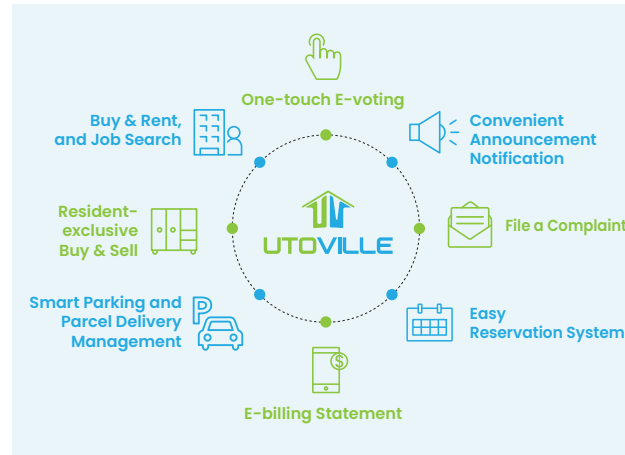 One-touch E-voting
Buy & Rent,
and Job Search
Convenient
Announcement
Notification
Resident-
exclusive
Buy & Sell
UTOVILLE
File a Complaint
Smart Parking and
Parcel Delivery
Management
P
Easy
Reservation System
$
E-billing Statement